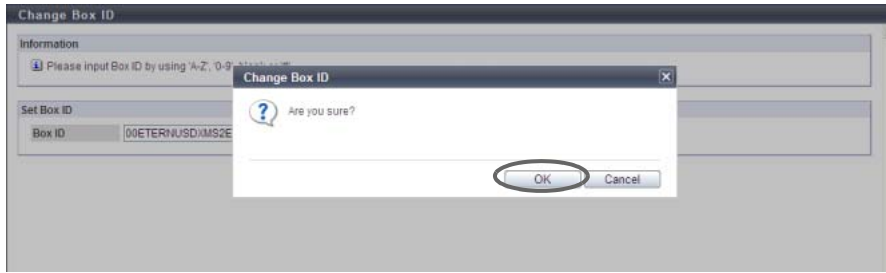 Change Box ID
Information
Please input Box ID by using 'A-Z', '0-9',
Change Box ID
Are you sure?
Set Box ID
Box ID 00ETERNUSDXMS2E
OK Cancel